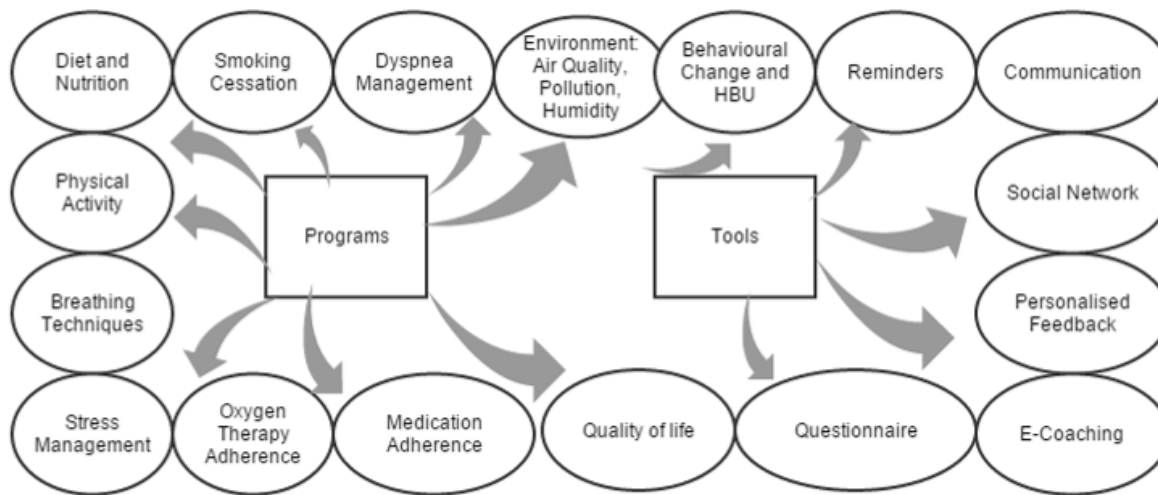 Diet and
Nutrition
Smoking
Cessation
Dyspnea
Management
Environment:
Air Quality,
Pollution,
Humidity
Behavioural
Change and
HBU
Reminders
Communication
Physical
Activity
Programs
Tools
Social Network
Breathing
Techniques
Personalised
Feedback
Stress
Management
Oxygen
Therapy
Adherence
Medication
Adherence
Quality of life
Questionnaire
E-Coaching